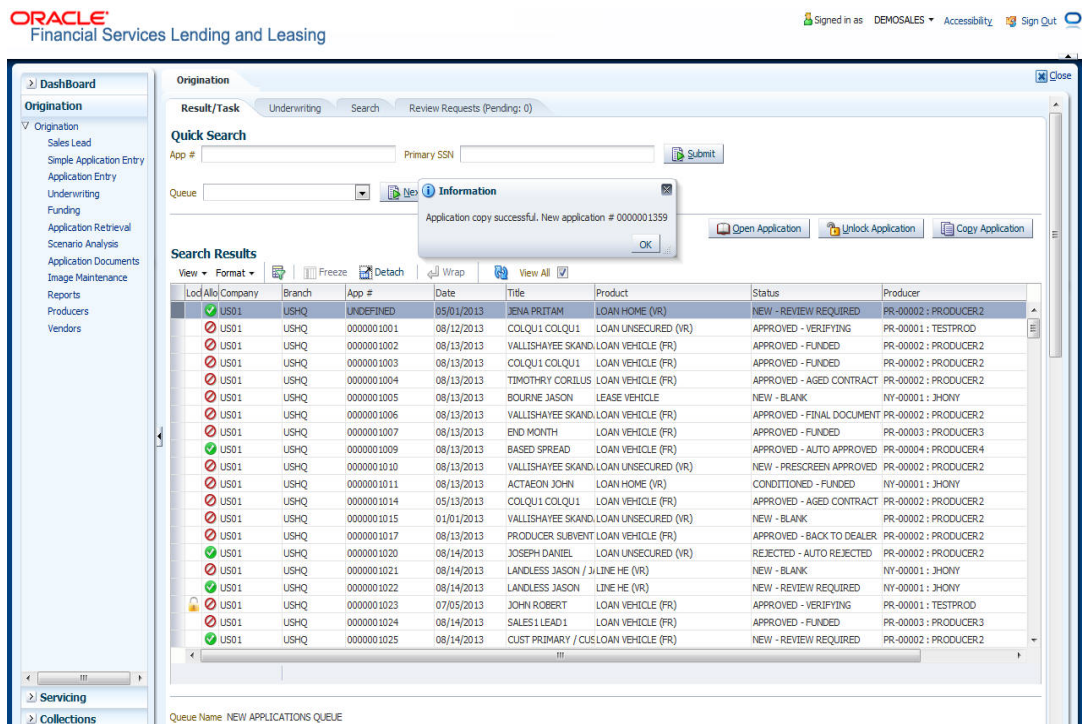 ORACLE®
Financial Services Lending and Leasing
Signed in as DEMOSALES Accessibility Sign Out
DashBoard
Origination
Origination
Sales Lead
Simple Application Entry
Application Entry
Underwriting
Funding
Application Retrieval
Scenario Analysis
Application Documents
Image Maintenance
Reports
Producers
Vendors
Servicing
Collections
Origination
Close
Result/Task Underwriting Search Review Requests (Pending: 0)
Quick Search
App # Primary SSN Submit
Queue Nex
Information
Application copy successful. New application # 0000001359
OK
Open Application Unlock Application Copy Application
Search Results
View Format Freeze Detach Wrap View All
Loc Allo Company Branch App # Date Title Product Status Producer
US01 USHQ UNDEFINED 05/01/2013 JENA PRITAM LOAN HOME (VR) NEW - REVIEW REQUIRED PR-00002 : PRODUCER2
US01 USHQ 0000001001 08/12/2013 COLQU1 COLQU1 LOAN UNSECURED (VR) APPROVED - VERIFYING PR-00001 : TESTPROD
US01 USHQ 0000001002 08/13/2013 VALLISHAYEE SKAND LOAN VEHICLE (FR) APPROVED - FUNDED PR-00002 : PRODUCER2
US01 USHQ 0000001003 08/13/2013 COLQU1 COLQU1 LOAN VEHICLE (FR) APPROVED - FUNDED PR-00002 : PRODUCER2
US01 USHQ 0000001004 08/13/2013 TIMOTHRY CORILUS LOAN VEHICLE (FR) APPROVED - AGED CONTRACT PR-00002 : PRODUCER2
US01 USHQ 0000001005 08/13/2013 BOURNE JASON LEASE VEHICLE NEW - BLANK NY-00001 : JHONY
US01 USHQ 0000001006 08/13/2013 VALLISHAYEE SKAND LOAN VEHICLE (FR) APPROVED - FINAL DOCUMENT PR-00002 : PRODUCER2
US01 USHQ 0000001007 08/13/2013 END MONTH LOAN VEHICLE (FR) APPROVED - FUNDED PR-00003 : PRODUCER3
US01 USHQ 0000001009 08/13/2013 BASED SPREAD LOAN VEHICLE (FR) APPROVED - AUTO APPROVED PR-00004 : PRODUCER4
US01 USHQ 0000001010 08/13/2013 VALLISHAYEE SKAND LOAN UNSECURED (VR) NEW - PRESCREEN APPROVED PR-00002 : PRODUCER2
US01 USHQ 0000001011 08/13/2013 ACTAEON JOHN LOAN HOME (VR) CONDITIONED - FUNDED NY-00001 : JHONY
US01 USHQ 0000001014 05/13/2013 COLQU1 COLQU1 LOAN VEHICLE (FR) APPROVED - AGED CONTRACT PR-00002 : PRODUCER2
US01 USHQ 0000001015 01/01/2013 VALLISHAYEE SKAND LOAN UNSECURED (VR) NEW - BLANK PR-00002 : PRODUCER2
US01 USHQ 0000001017 08/13/2013 PRODUCER SUBVENT LOAN VEHICLE (FR) APPROVED - BACK TO DEALER PR-00002 : PRODUCER2
US01 USHQ 0000001020 08/14/2013 JOSEPH DANIEL LOAN UNSECURED (VR) REJECTED - AUTO REJECTED PR-00002 : PRODUCER2
US01 USHQ 0000001021 08/14/2013 LANDLESS JASON / J LINE HE (VR) NEW - BLANK NY-00001 : JHONY
US01 USHQ 0000001022 08/14/2013 LANDLESS JASON LINE HE (VR) NEW - REVIEW REQUIRED NY-00001 : JHONY
US01 USHQ 0000001023 07/05/2013 JOHN ROBERT LOAN VEHICLE (FR) APPROVED - VERIFYING PR-00001 : TESTPROD
US01 USHQ 0000001024 08/14/2013 SALES1 LEAD1 LOAN VEHICLE (FR) APPROVED - FUNDED PR-00003 : PRODUCER3
US01 USHQ 0000001025 08/14/2013 CUST PRIMARY / CUS LOAN VEHICLE (FR) NEW - REVIEW REQUIRED PR-00002 : PRODUCER2
Queue Name NEW APPLICATIONS QUEUE